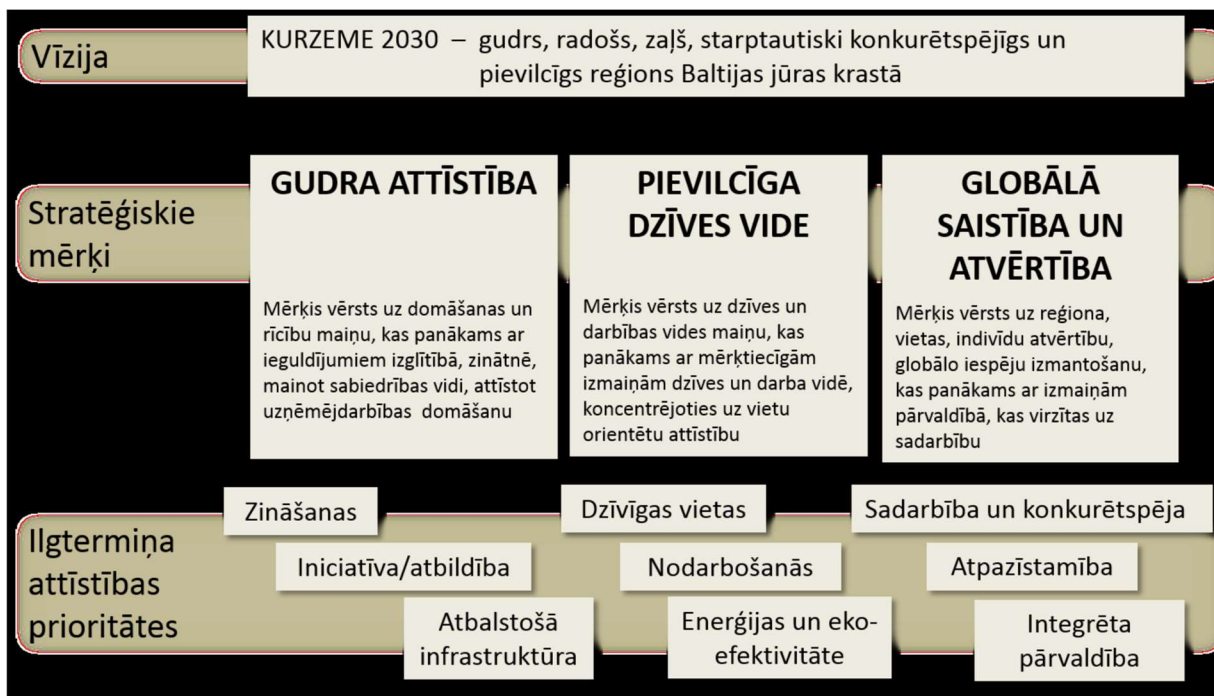 Vīzija
KURZEME 2030 – gudrs, radošs, zaļš, starptautiski konkurētspējīgs un
pievilcīgs reģions Baltijas jūras krastā
Stratēģiskie
mērķi
GUDRA ATTĪSTĪBA
Mērķis vērsts uz domāšanas un
rīcību maiņu, kas panākams ar
ieguldījumiem izglītībā, zinātnē,
mainot sabiedrības vidi, attīstot
uzņēmējdarbības domāšanu
PIEVILCĪGA
DZĪVES VIDE
Mērķis vērsts uz dzīves un
darbības vides maiņu, kas
panākams ar mērķtiecīgām
izmaiņām dzīves un darba vidē,
koncentrējoties uz vietu
orientētu attīstību
GLOBĀLĀ
SAISTĪBA UN
ATVĒRTĪBA
Mērķis vērsts uz reģiona,
vietas, indivīdu atvērtību,
globālo iespēju izmantošanu,
kas panākams ar izmaiņām
pārvaldībā, kas virzītas uz
sadarbību
Ilgtermiņa
attīstības
prioritātes
Zināšanas
Iniciatīva/atbildība
Atbalstošā
infrastruktūra
Dzīvīgas vietas
Nodarbošanās
Enerģijas un eko-
efektivitāte
Sadarbība un konkurētspēja
Atpazīstamība
Integrēta
pārvaldība